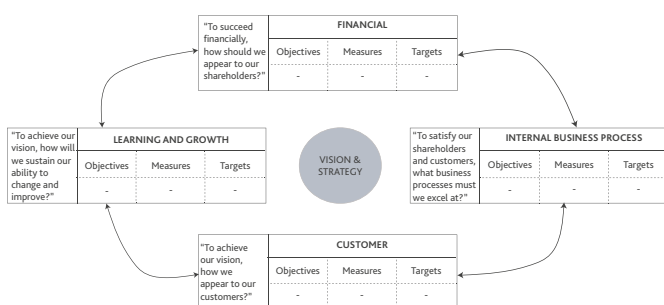 "To succeed
financially,
how should we
appear to our
shareholders?"
FINANCIAL
Objectives Measures Targets
- - -
"To achieve our
vision, how will
we sustain our
ability to
change and
improve?"
LEARNING AND GROWTH
Objectives Measures Targets
- - -
VISION &
STRATEGY
"To satisfy our
shareholders
and customers,
what business
processes must
we excel at?"
INTERNAL BUSINESS PROCESS
Objectives Measures Targets
- - -
"To achieve
our vision,
how we
appear to our
customers?"
CUSTOMER
Objectives Measures Targets
- - -